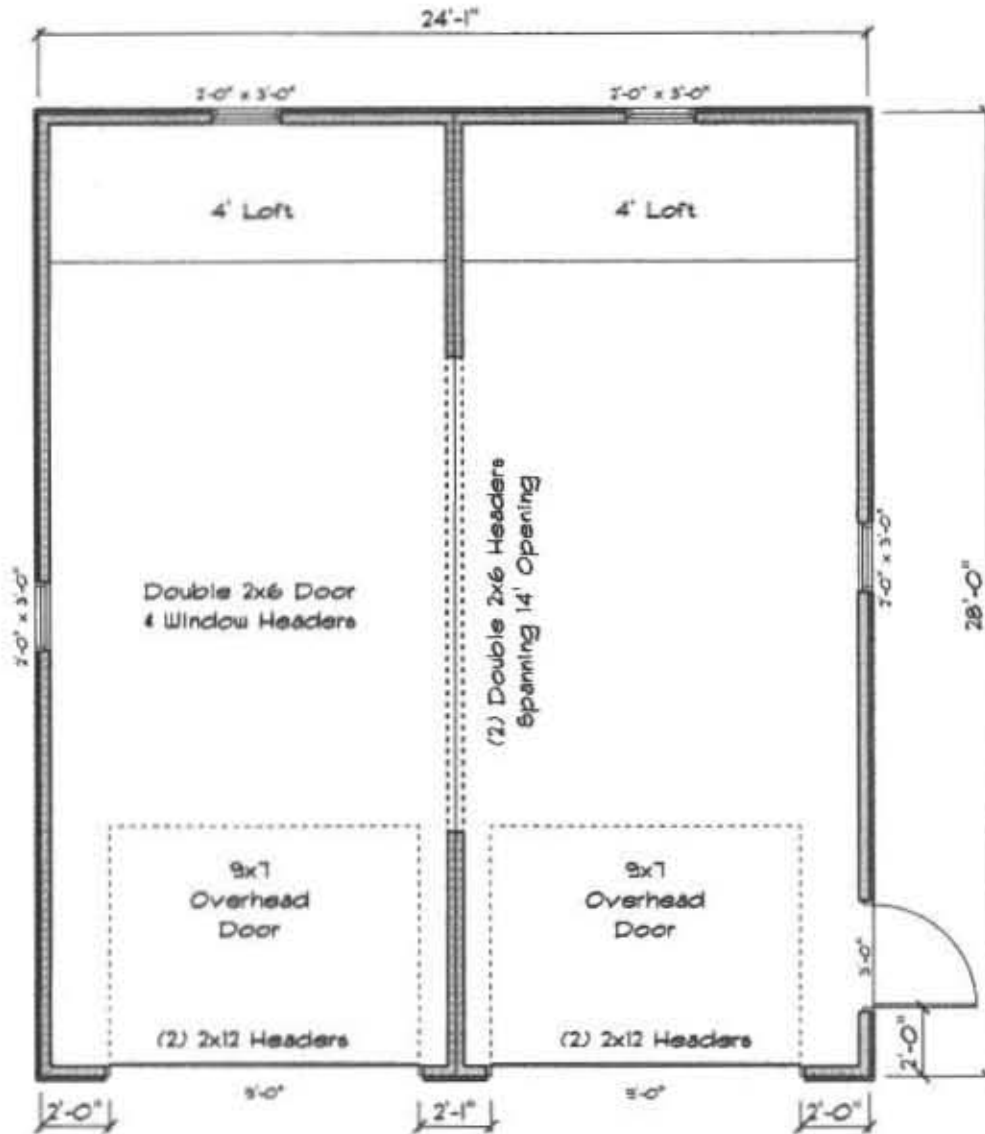 24'-1"
2'-0" x 3'-0"
2'-0" x 3'-0"
4' Loft
4' Loft
(2) Double 2x6 Headers
Spanning 14' Opening
2'-0" x 3'-0"
28'-0"
Double 2x6 Door
& Window Headers
2'-0" x 3'-0"
9x7
Overhead
Door
9x7
Overhead
Door
3'-0"
(2) 2x12 Headers
(2) 2x12 Headers
2'-0"
9'-0"
9'-0"
2'-0"
2'-1"
2'-0"